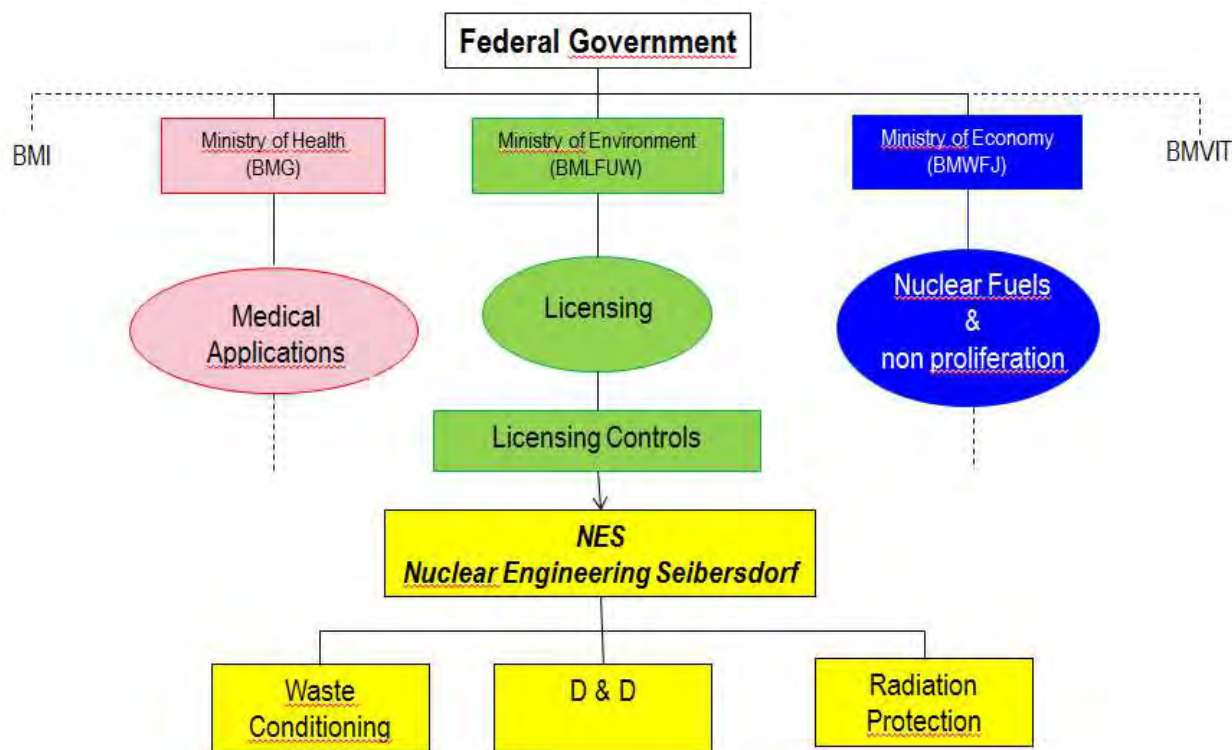 Federal Government
BMI
Ministry of Health
(BMG)
Ministry of Environment
(BMLFUW)
Ministry of Economy
(BMWFJ)
BMVIT
Medical
Applications
Licensing
Nuclear Fuels
&
non proliferation
Licensing Controls
NES
Nuclear Engineering Seibersdorf
Waste
Conditioning
D & D
Radiation
Protection